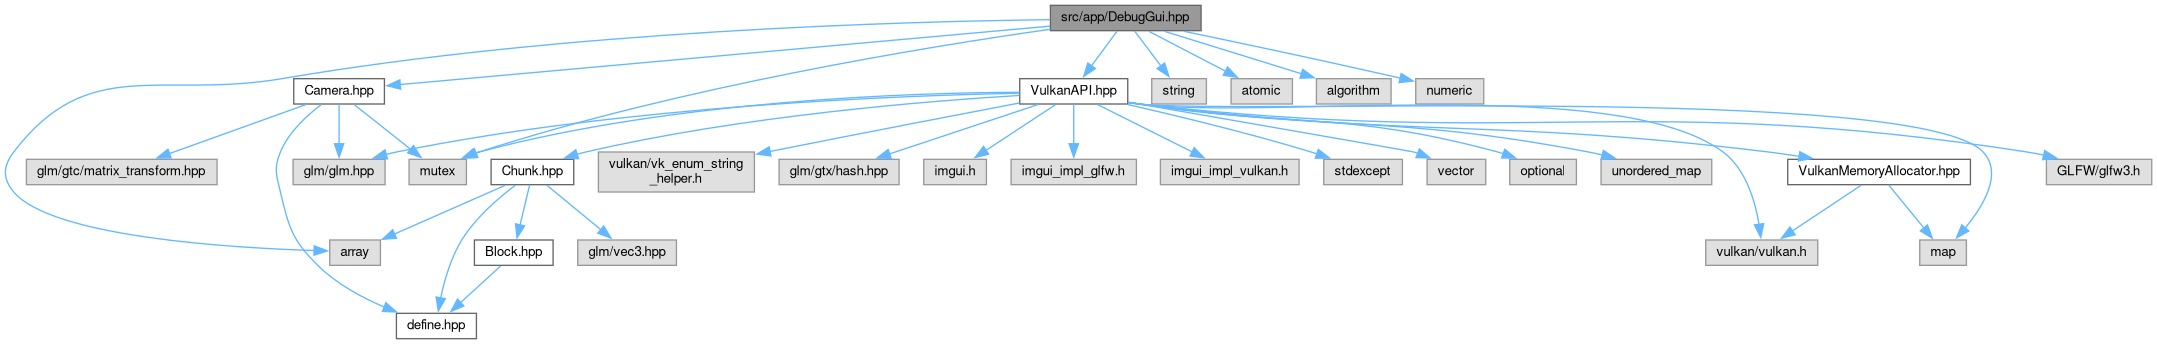 src/app/DebugGui.hpp
Camera.hpp
VulkanAPI.hpp
string
atomic
algorithm
numeric
glm/gtc/matrix_transform.hpp
glm/glm.hpp
mutex
Chunk.hpp
vulkan/vk_enum_string
_helper.h
glm/gtx/hash.hpp
imgui.h
imgui_impl_glfw.h
imgui_impl_vulkan.h
stdexcept
vector
optional
unordered_map
VulkanMemoryAllocator.hpp
GLFW/glfw3.h
array
Block.hpp
glm/vec3.hpp
vulkan/vulkan.h
map
define.hpp